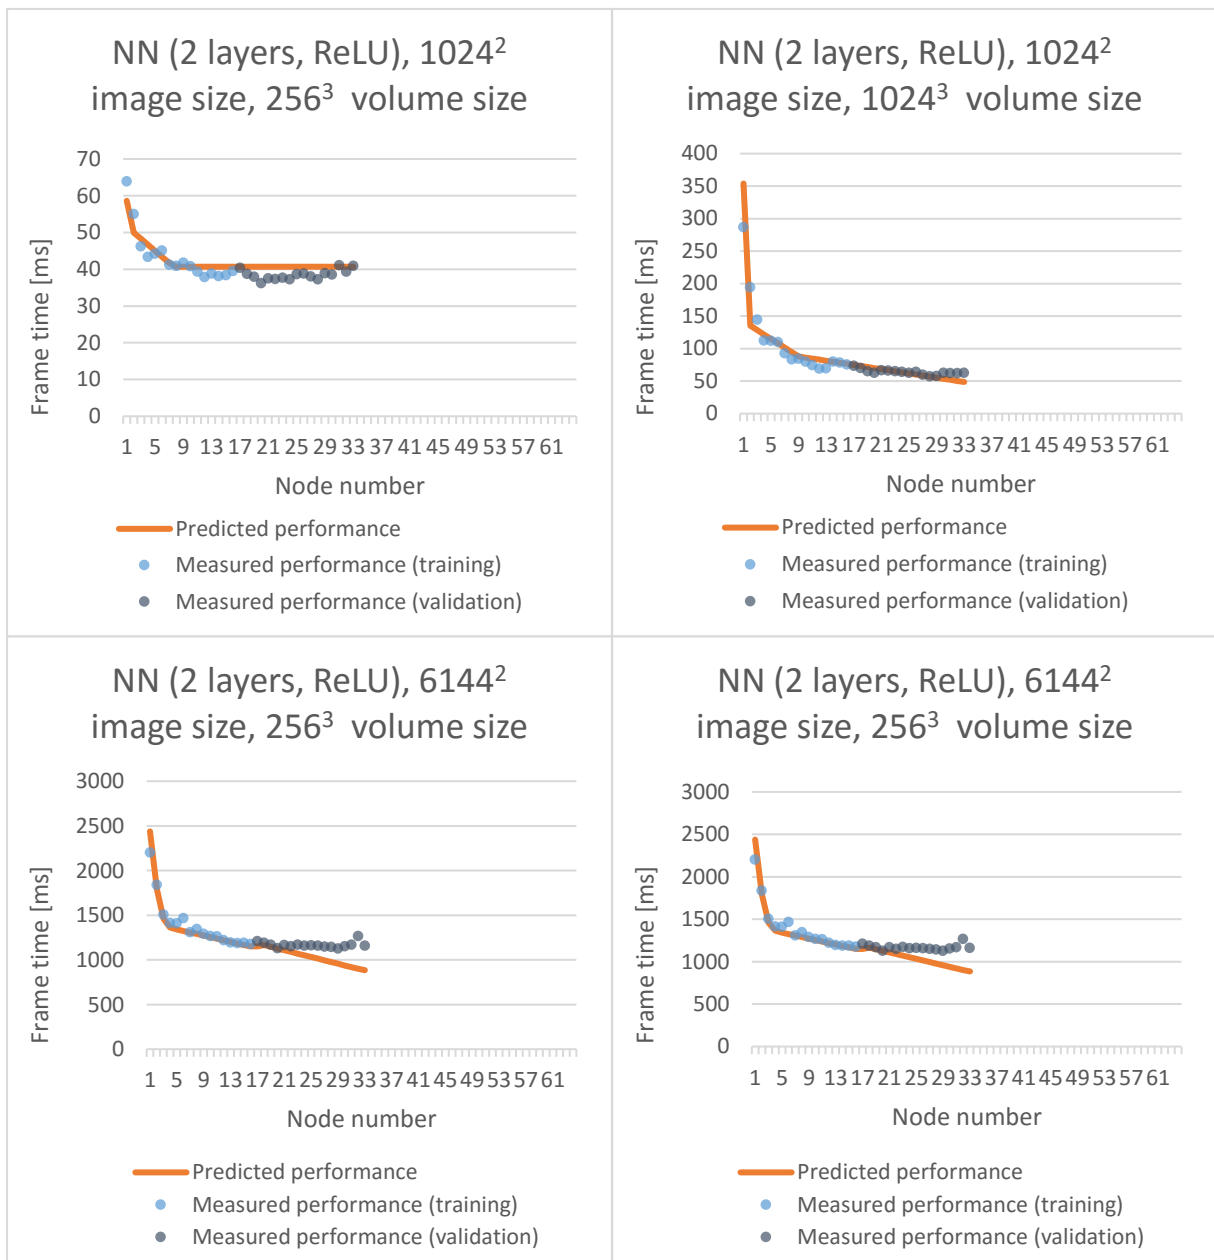 NN (2 layers, ReLU), 1024²
image size, 256³ volume size
70
60
50
40
30
20
10
0
Frame time [ms]
1 5 9 13 17 21 25 29 33 37 41 45 49 53 57 61
Node number
Predicted performance
Measured performance (training)
Measured performance (validation)
NN (2 layers, ReLU), 1024²
image size, 1024³ volume size
400
350
300
250
200
150
100
50
0
Frame time [ms]
1 5 9 13 17 21 25 29 33 37 41 45 49 53 57 61
Node number
Predicted performance
Measured performance (training)
Measured performance (validation)
NN (2 layers, ReLU), 6144²
image size, 256³ volume size
3000
2500
2000
1500
1000
500
0
Frame time [ms]
1 5 9 13 17 21 25 29 33 37 41 45 49 53 57 61
Node number
Predicted performance
Measured performance (training)
Measured performance (validation)
NN (2 layers, ReLU), 6144²
image size, 256³ volume size
3000
2500
2000
1500
1000
500
0
Frame time [ms]
1 5 9 13 17 21 25 29 33 37 41 45 49 53 57 61
Node number
Predicted performance
Measured performance (training)
Measured performance (validation)